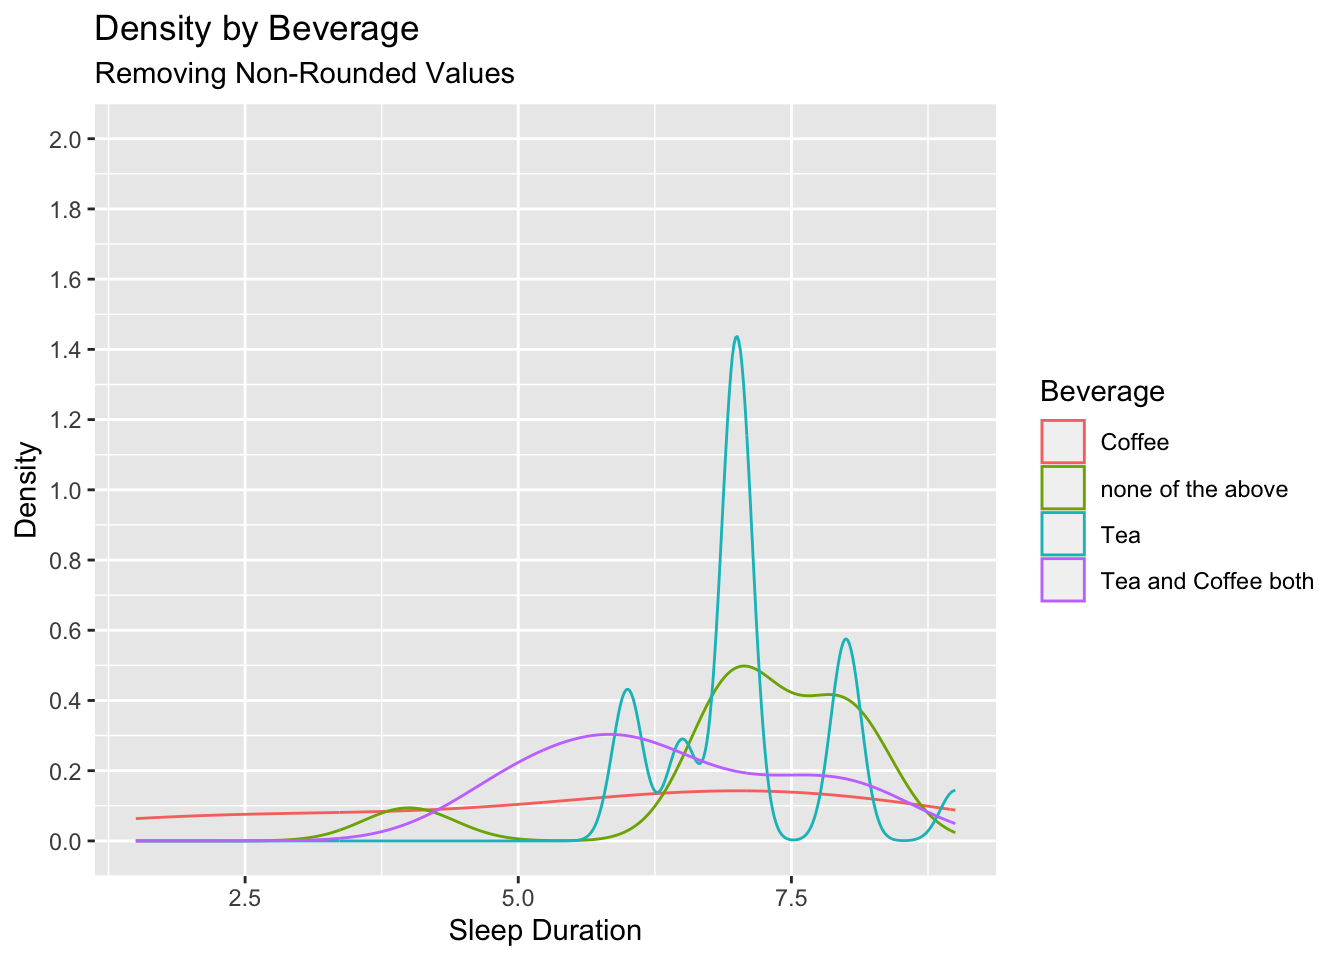 Density by Beverage
Removing Non-Rounded Values
2.0
1.8
1.6
1.4
1.2
1.0
0.8
0.6
0.4
0.2
0.0
Density
2.5 5.0 7.5
Sleep Duration
Beverage
Coffee
none of the above
Tea
Tea and Coffee both